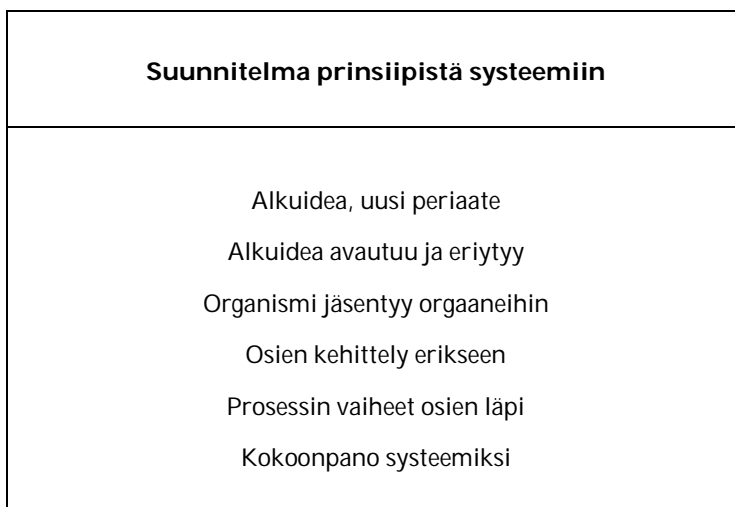 Suunnitelma prinsiipistä systeemiin
Alkuidea, uusi periaate
Alkuidea avautuu ja eriytyy
Organismi jäsentyy orgaaneihin
Osien kehittely erikseen
Prosessin vaiheet osien läpi
Kokoonpano systeemiksi